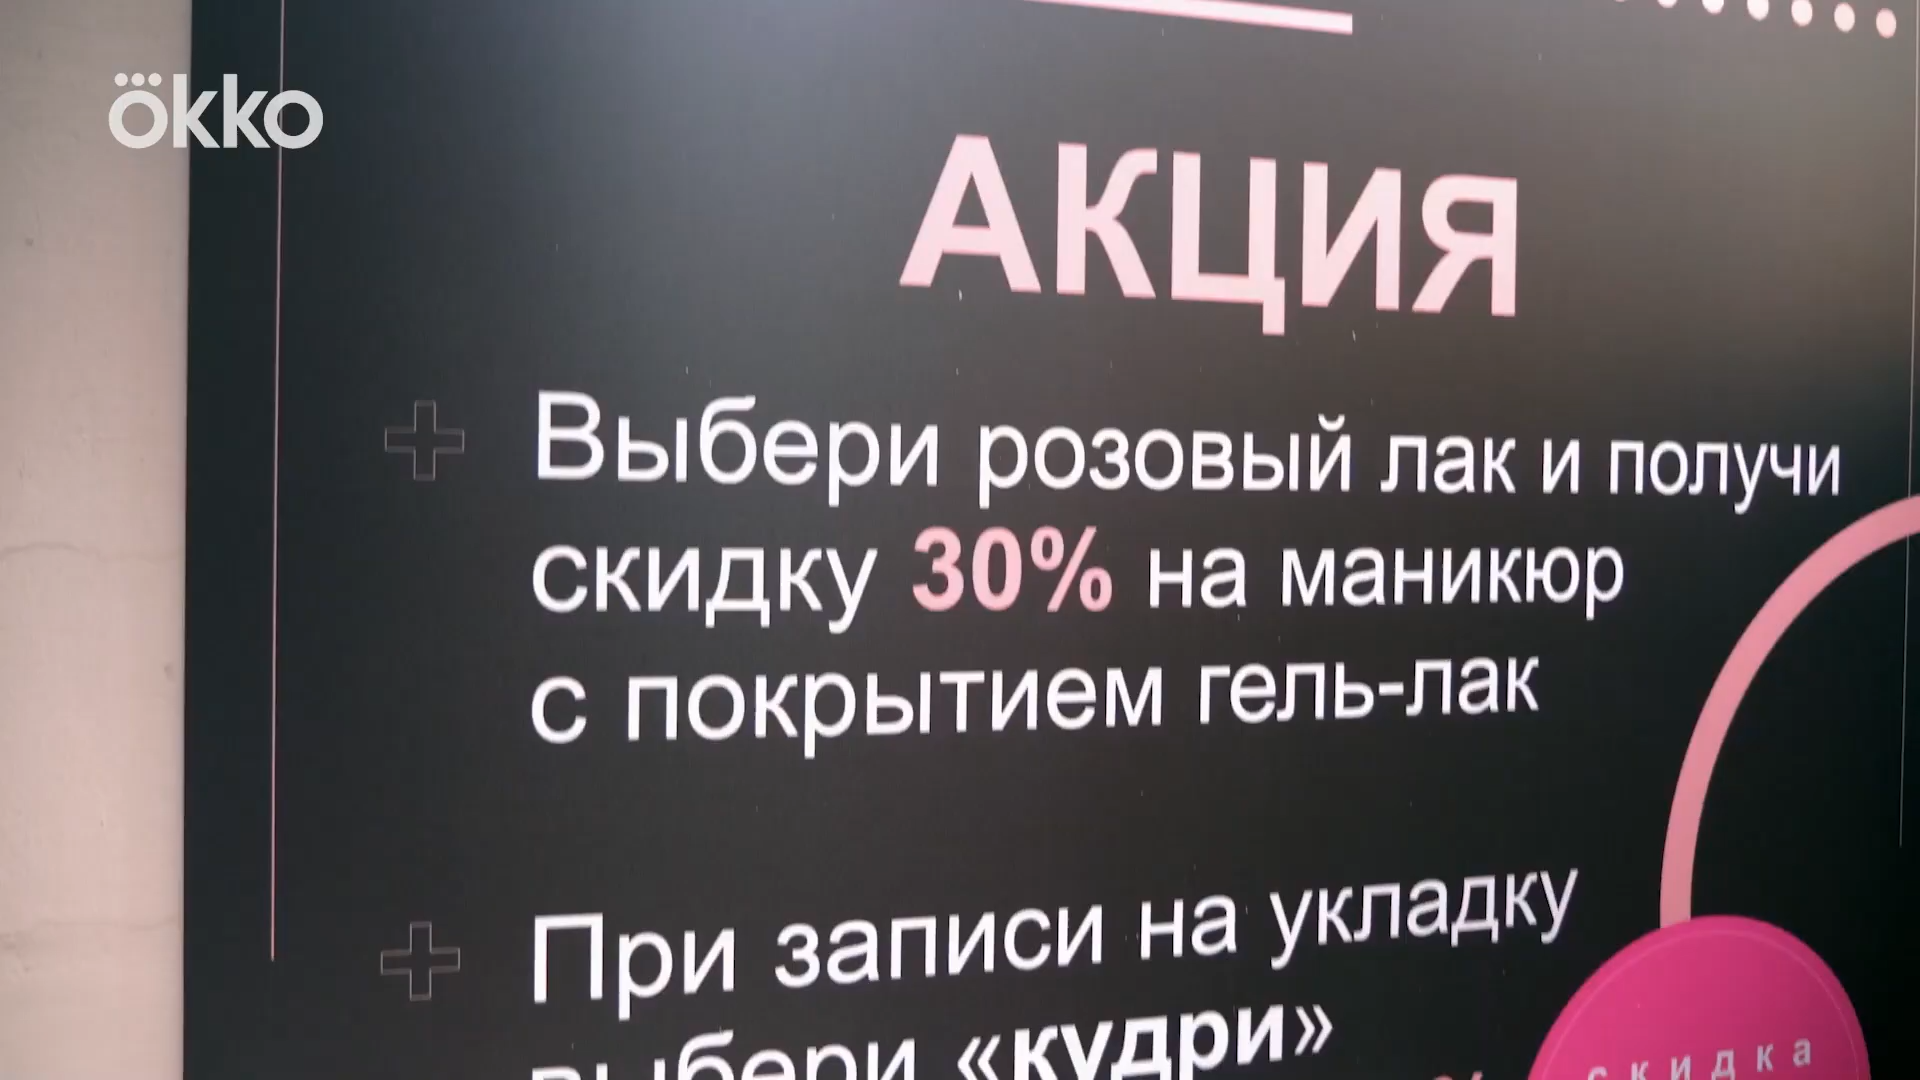 ökko
АКЦИЯ
Выбери розовый лак и получи
скидку 30% на маникюр
с покрытием гель-лак
При записи на укладку
выбери «кудри»
скидка